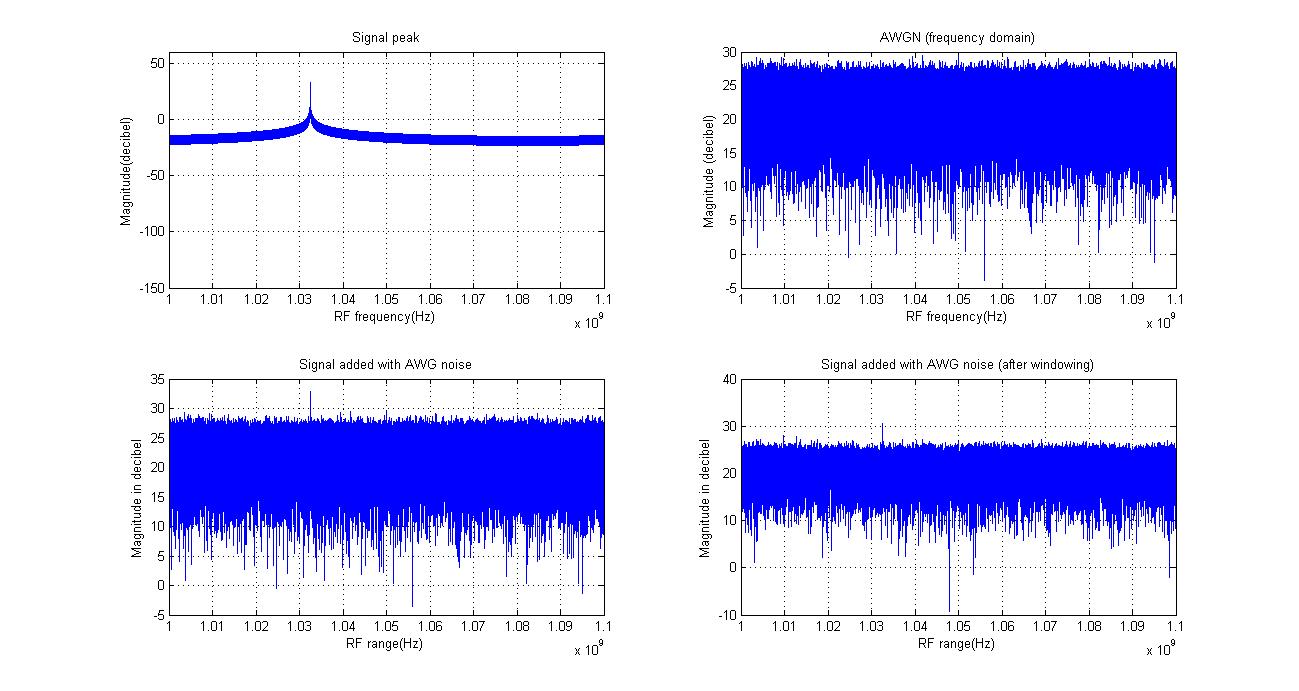 Signal peak
50
0
-50
-100
-150
Magnitude(decibel)
1 1.01 1.02 1.03 1.04 1.05 1.06 1.07 1.08 1.09 1.1
RF frequency(Hz)
x 10^9
AWGN (frequency domain)
30
25
20
15
10
5
0
-5
Magnitude (decibel)
1 1.01 1.02 1.03 1.04 1.05 1.06 1.07 1.08 1.09 1.1
RF frequency(Hz)
x 10^9
Signal added with AWG noise
35
30
25
20
15
10
5
0
-5
Magnitude in decibel
1 1.01 1.02 1.03 1.04 1.05 1.06 1.07 1.08 1.09 1.1
RF range(Hz)
x 10^9
Signal added with AWG noise (after windowing)
40
30
20
10
0
-10
Magnitude in decibel
1 1.01 1.02 1.03 1.04 1.05 1.06 1.07 1.08 1.09 1.1
RF range(Hz)
x 10^9